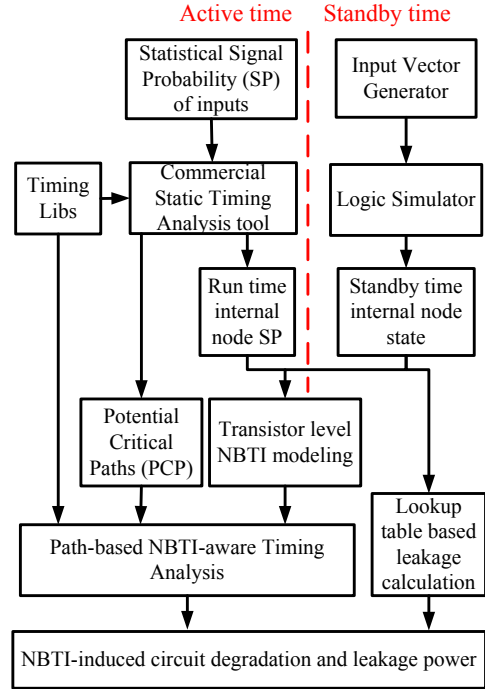 Active time
Standby time
Statistical Signal
Probability (SP)
of inputs
Input Vector
Generator
Timing
Libs
Commercial
Static Timing
Analysis tool
Logic Simulator
Run time
internal
node SP
Standby time
internal node
state
Potential
Critical
Paths (PCP)
Transistor level
NBTI modeling
Lookup
table based
leakage
calculation
Path-based NBTI-aware Timing
Analysis
NBTI-induced circuit degradation and leakage power